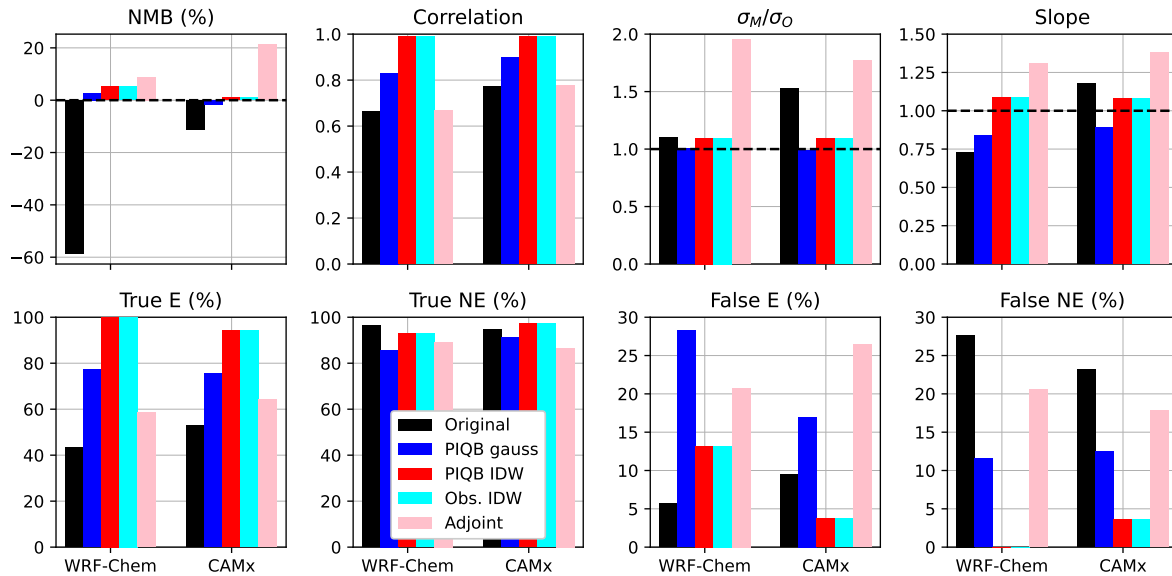 NMB (%)
20
0
−20
−40
−60
Correlation
1.0
0.8
0.6
0.4
0.2
0.0
σM/σO
2.0
1.5
1.0
0.5
0.0
Slope
1.50
1.25
1.00
0.75
0.50
0.25
0.00
True E (%)
100
80
60
40
20
0
WRF-Chem CAMx
True NE (%)
100
80
60
40
20
0
Original
PIQB gauss
PIQB IDW
Obs. IDW
Adjoint
WRF-Chem CAMx
False E (%)
30
25
20
15
10
5
0
WRF-Chem CAMx
False NE (%)
30
25
20
15
10
5
0
WRF-Chem CAMx